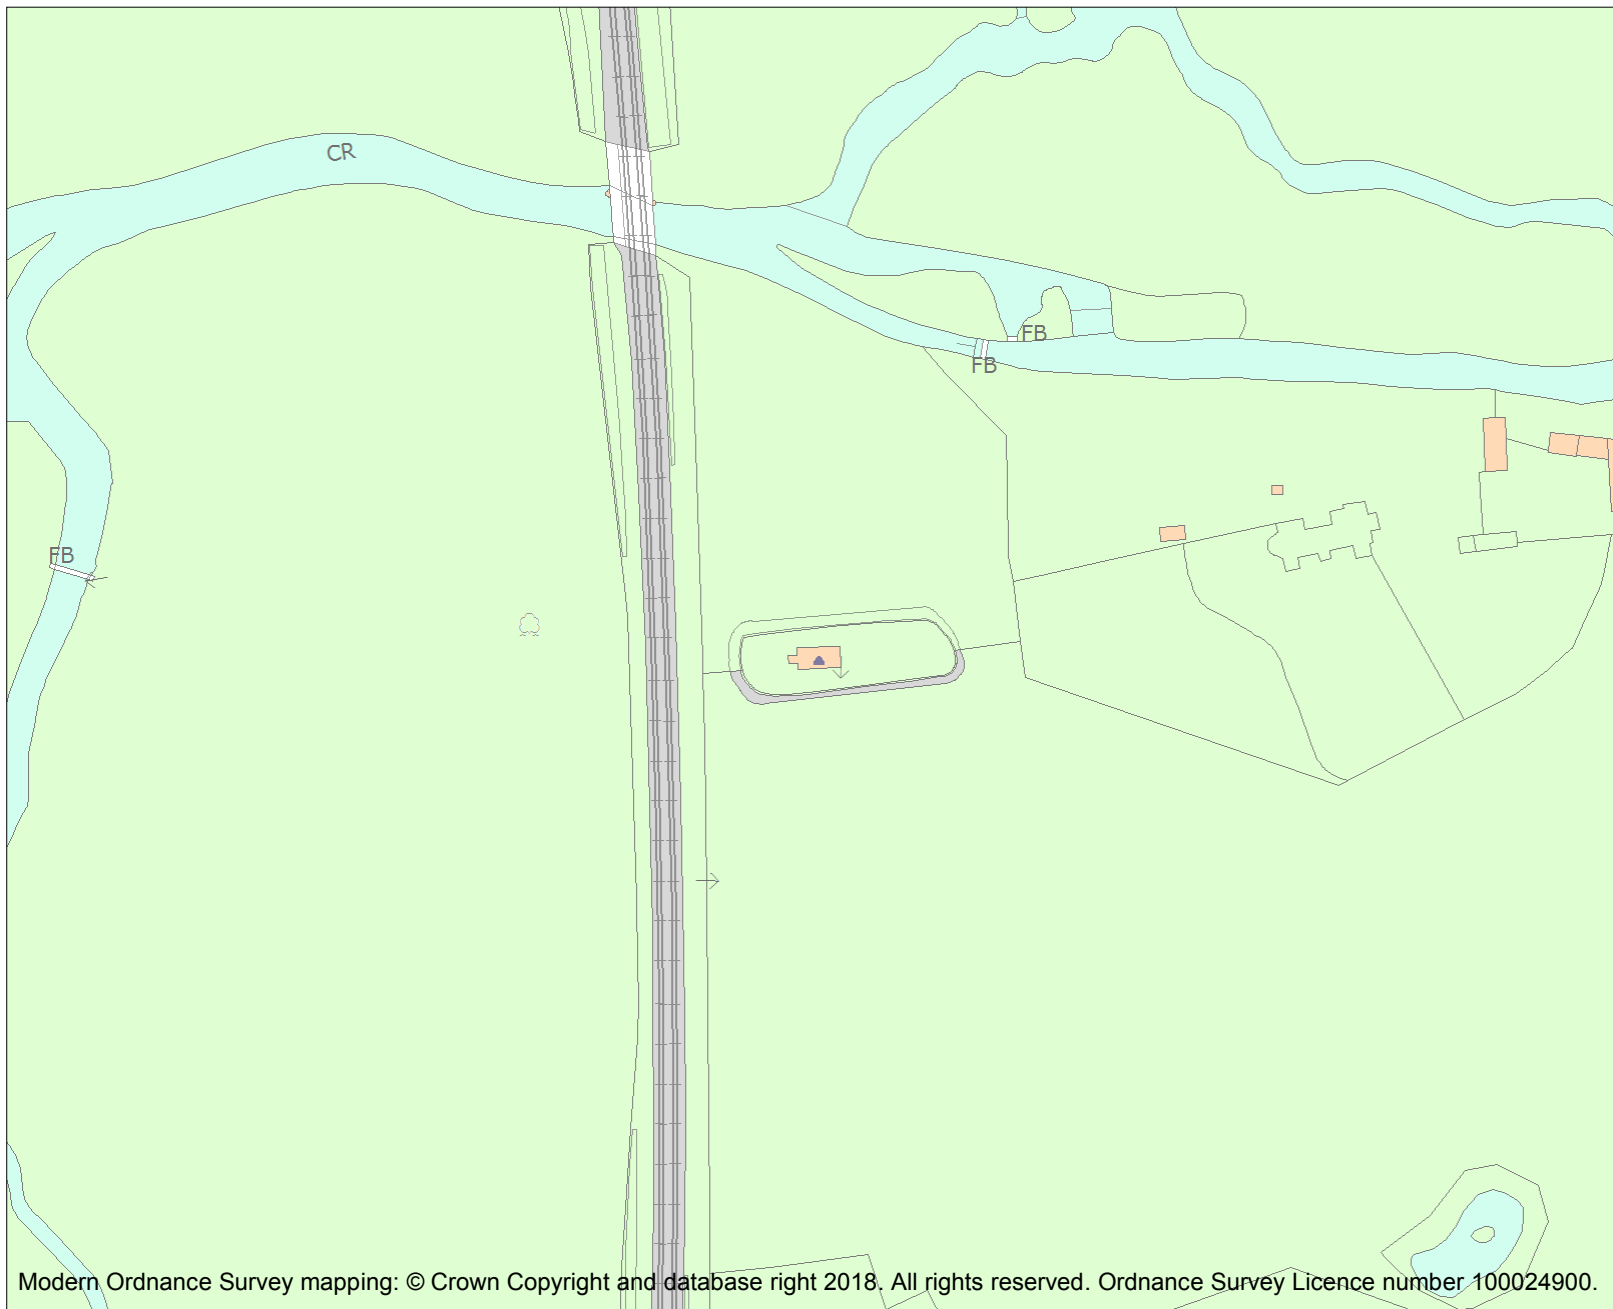 CR
FB
FB
FB
Modern Ordnance Survey mapping: © Crown Copyright and database right 2018. All rights reserved. Ordnance Survey Licence number 100024900.